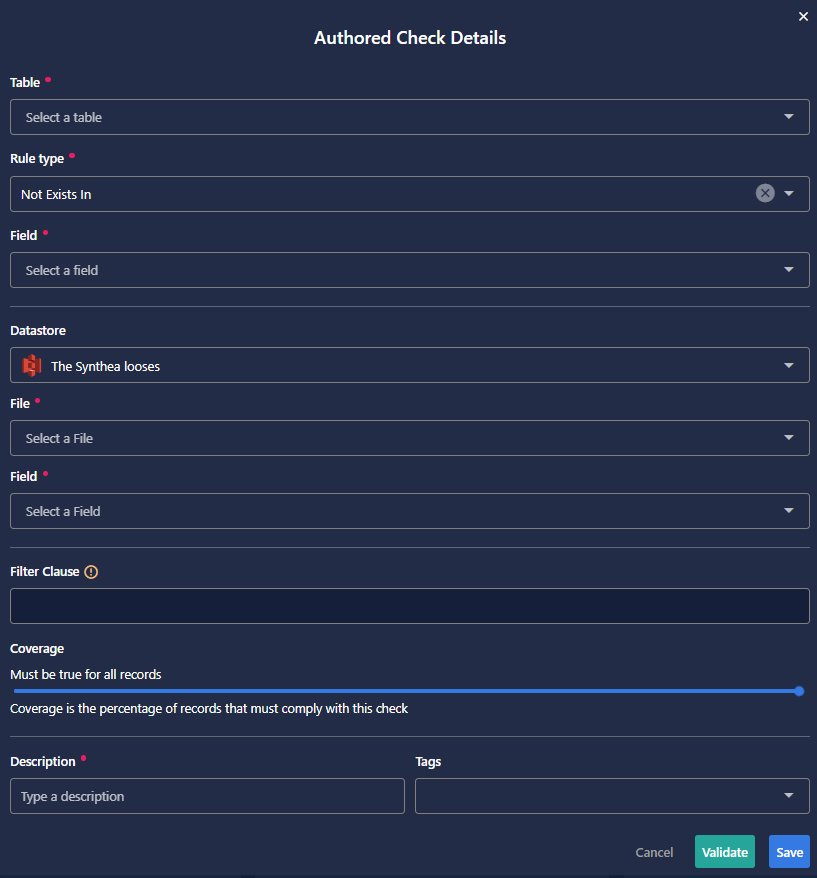 Authored Check Details
Table
Select a table
Rule type
Not Exists In
Field
Select a field
Datastore
The Synthea looses
File
Select a File
Field
Select a Field
Filter Clause
Coverage
Must be true for all records
Coverage is the percentage of records that must comply with this check
Description Tags
Type a description
Cancel Validate Save